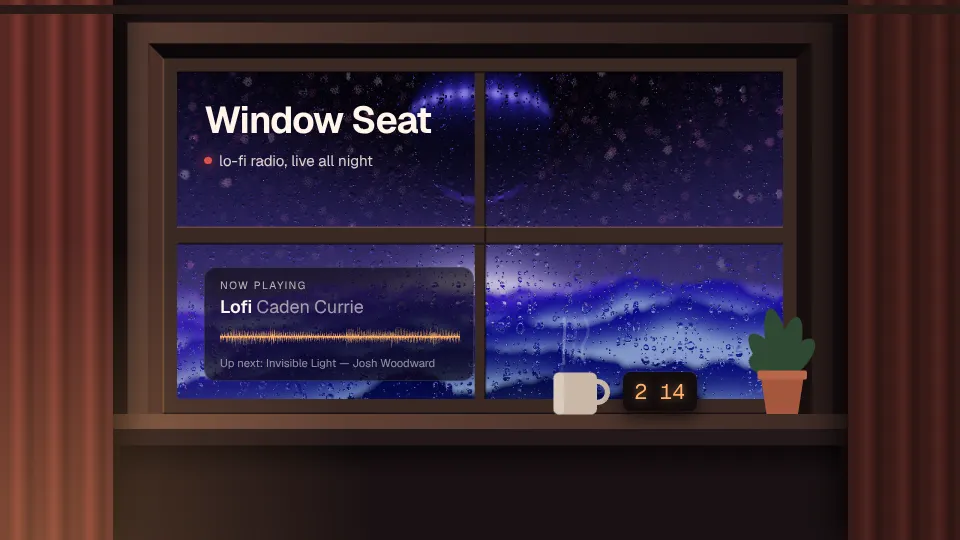 Window Seat
lo-fi radio, live all night
NOW PLAYING
Lofi Caden Currie
Up next: Invisible Light — Josh Woodward
2 14